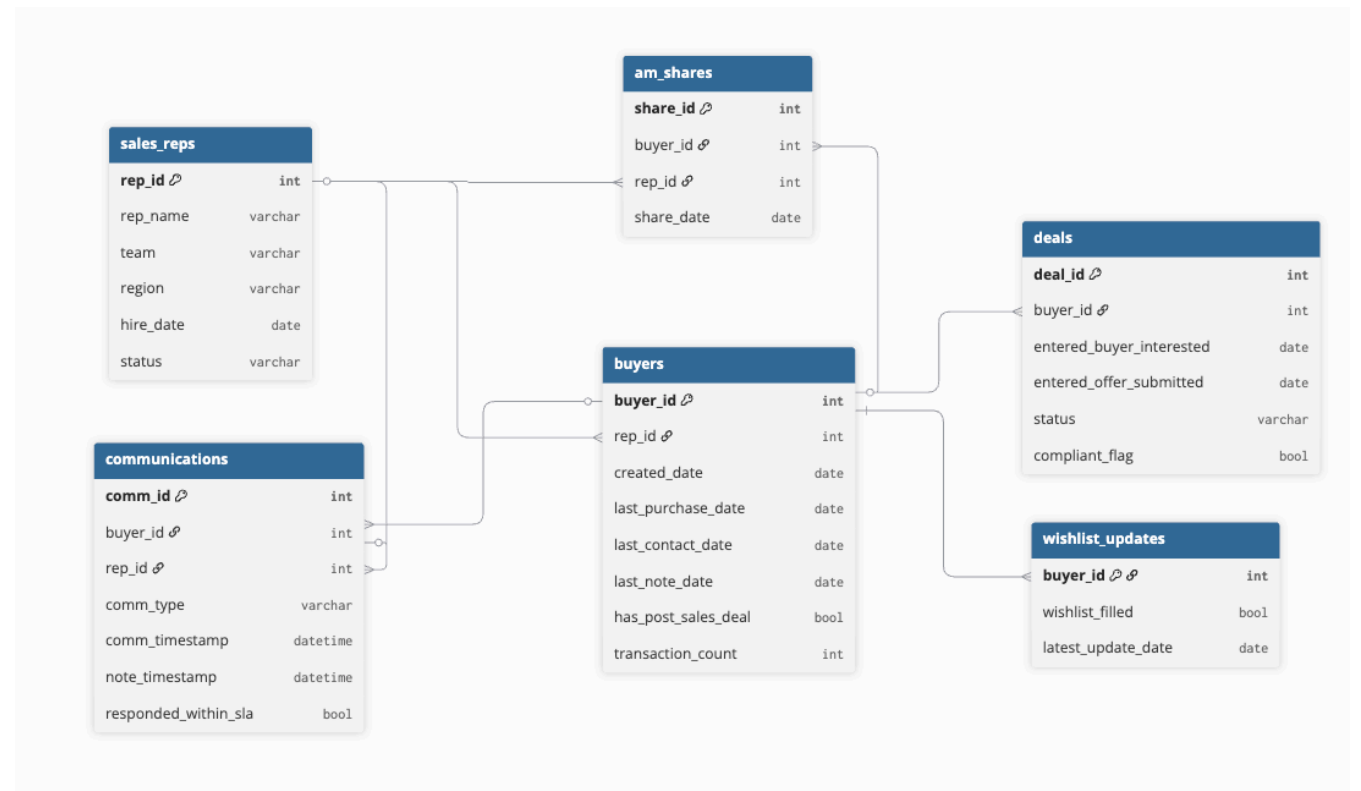 am_shares
share_id int
buyer_id int
rep_id int
share_date date
sales_reps
rep_id int
rep_name varchar
team varchar
region varchar
hire_date date
status varchar
deals
deal_id int
buyer_id int
entered_buyer_interested date
entered_offer_submitted date
status varchar
compliant_flag bool
buyers
buyer_id int
rep_id int
created_date date
last_purchase_date date
last_contact_date date
last_note_date date
has_post_sales_deal bool
transaction_count int
communications
comm_id int
buyer_id int
rep_id int
comm_type varchar
comm_timestamp datetime
note_timestamp datetime
responded_within_sla bool
wishlist_updates
buyer_id int
wishlist_filled bool
latest_update_date date